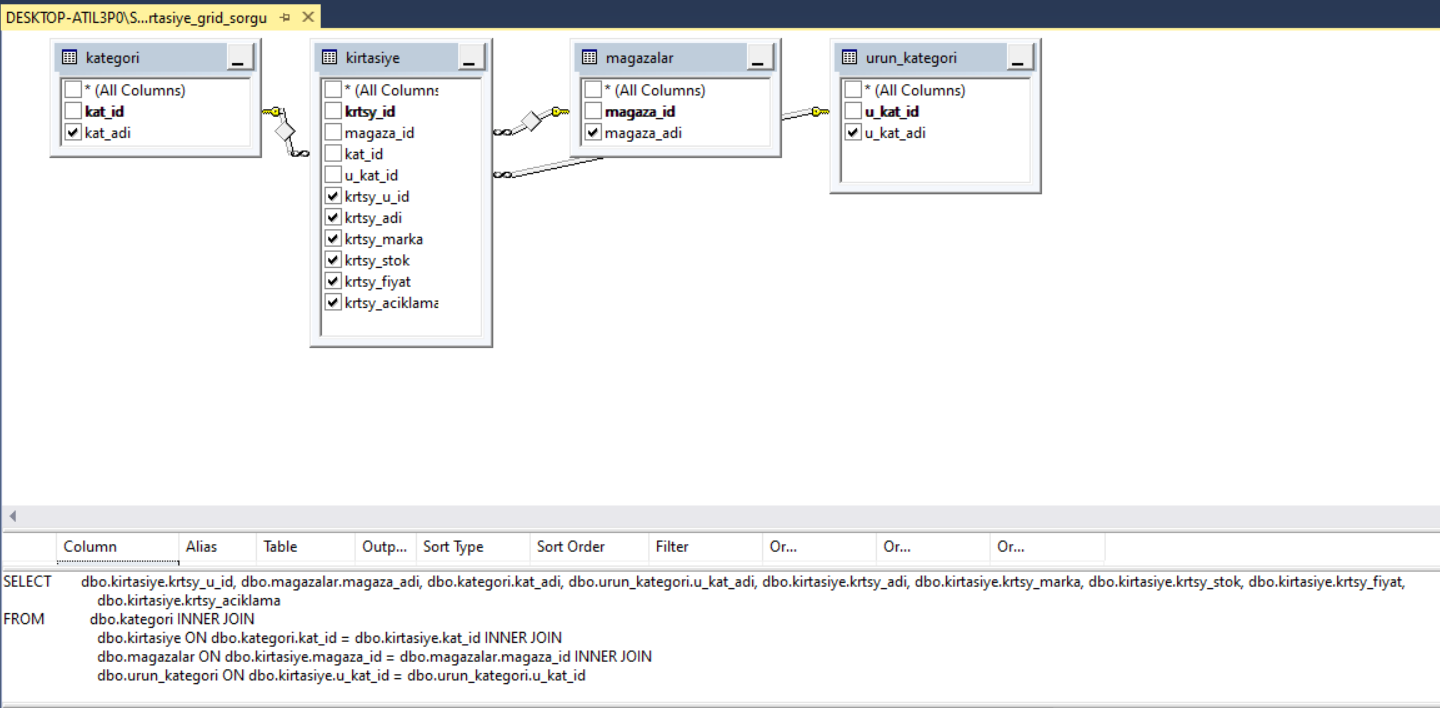 DESKTOP-ATIL3P0\S...rtasiye_grid_sorgu
kategori
* (All Columns)
kat_id
kat_adi
kirtasiye
* (All Columns
krtsy_id
magaza_id
kat_id
u_kat_id
krtsy_u_id
krtsy_adi
krtsy_marka
krtsy_stok
krtsy_fiyat
krtsy_aciklama
magazalar
* (All Columns)
magaza_id
magaza_adi
urun_kategori
* (All Columns)
u_kat_id
u_kat_adi
Column Alias Table Outp... Sort Type Sort Order Filter Or... Or... Or...
SELECT dbo.kirtasiye.krtsy_u_id, dbo.magazalar.magaza_adi, dbo.kategori.kat_adi, dbo.urun_kategori.u_kat_adi, dbo.kirtasiye.krtsy_adi, dbo.kirtasiye.krtsy_marka, dbo.kirtasiye.krtsy_stok, dbo.kirtasiye.krtsy_fiyat,
dbo.kirtasiye.krtsy_aciklama
FROM dbo.kategori INNER JOIN
dbo.kirtasiye ON dbo.kategori.kat_id = dbo.kirtasiye.kat_id INNER JOIN
dbo.magazalar ON dbo.kirtasiye.magaza_id = dbo.magazalar.magaza_id INNER JOIN
dbo.urun_kategori ON dbo.kirtasiye.u_kat_id = dbo.urun_kategori.u_kat_id